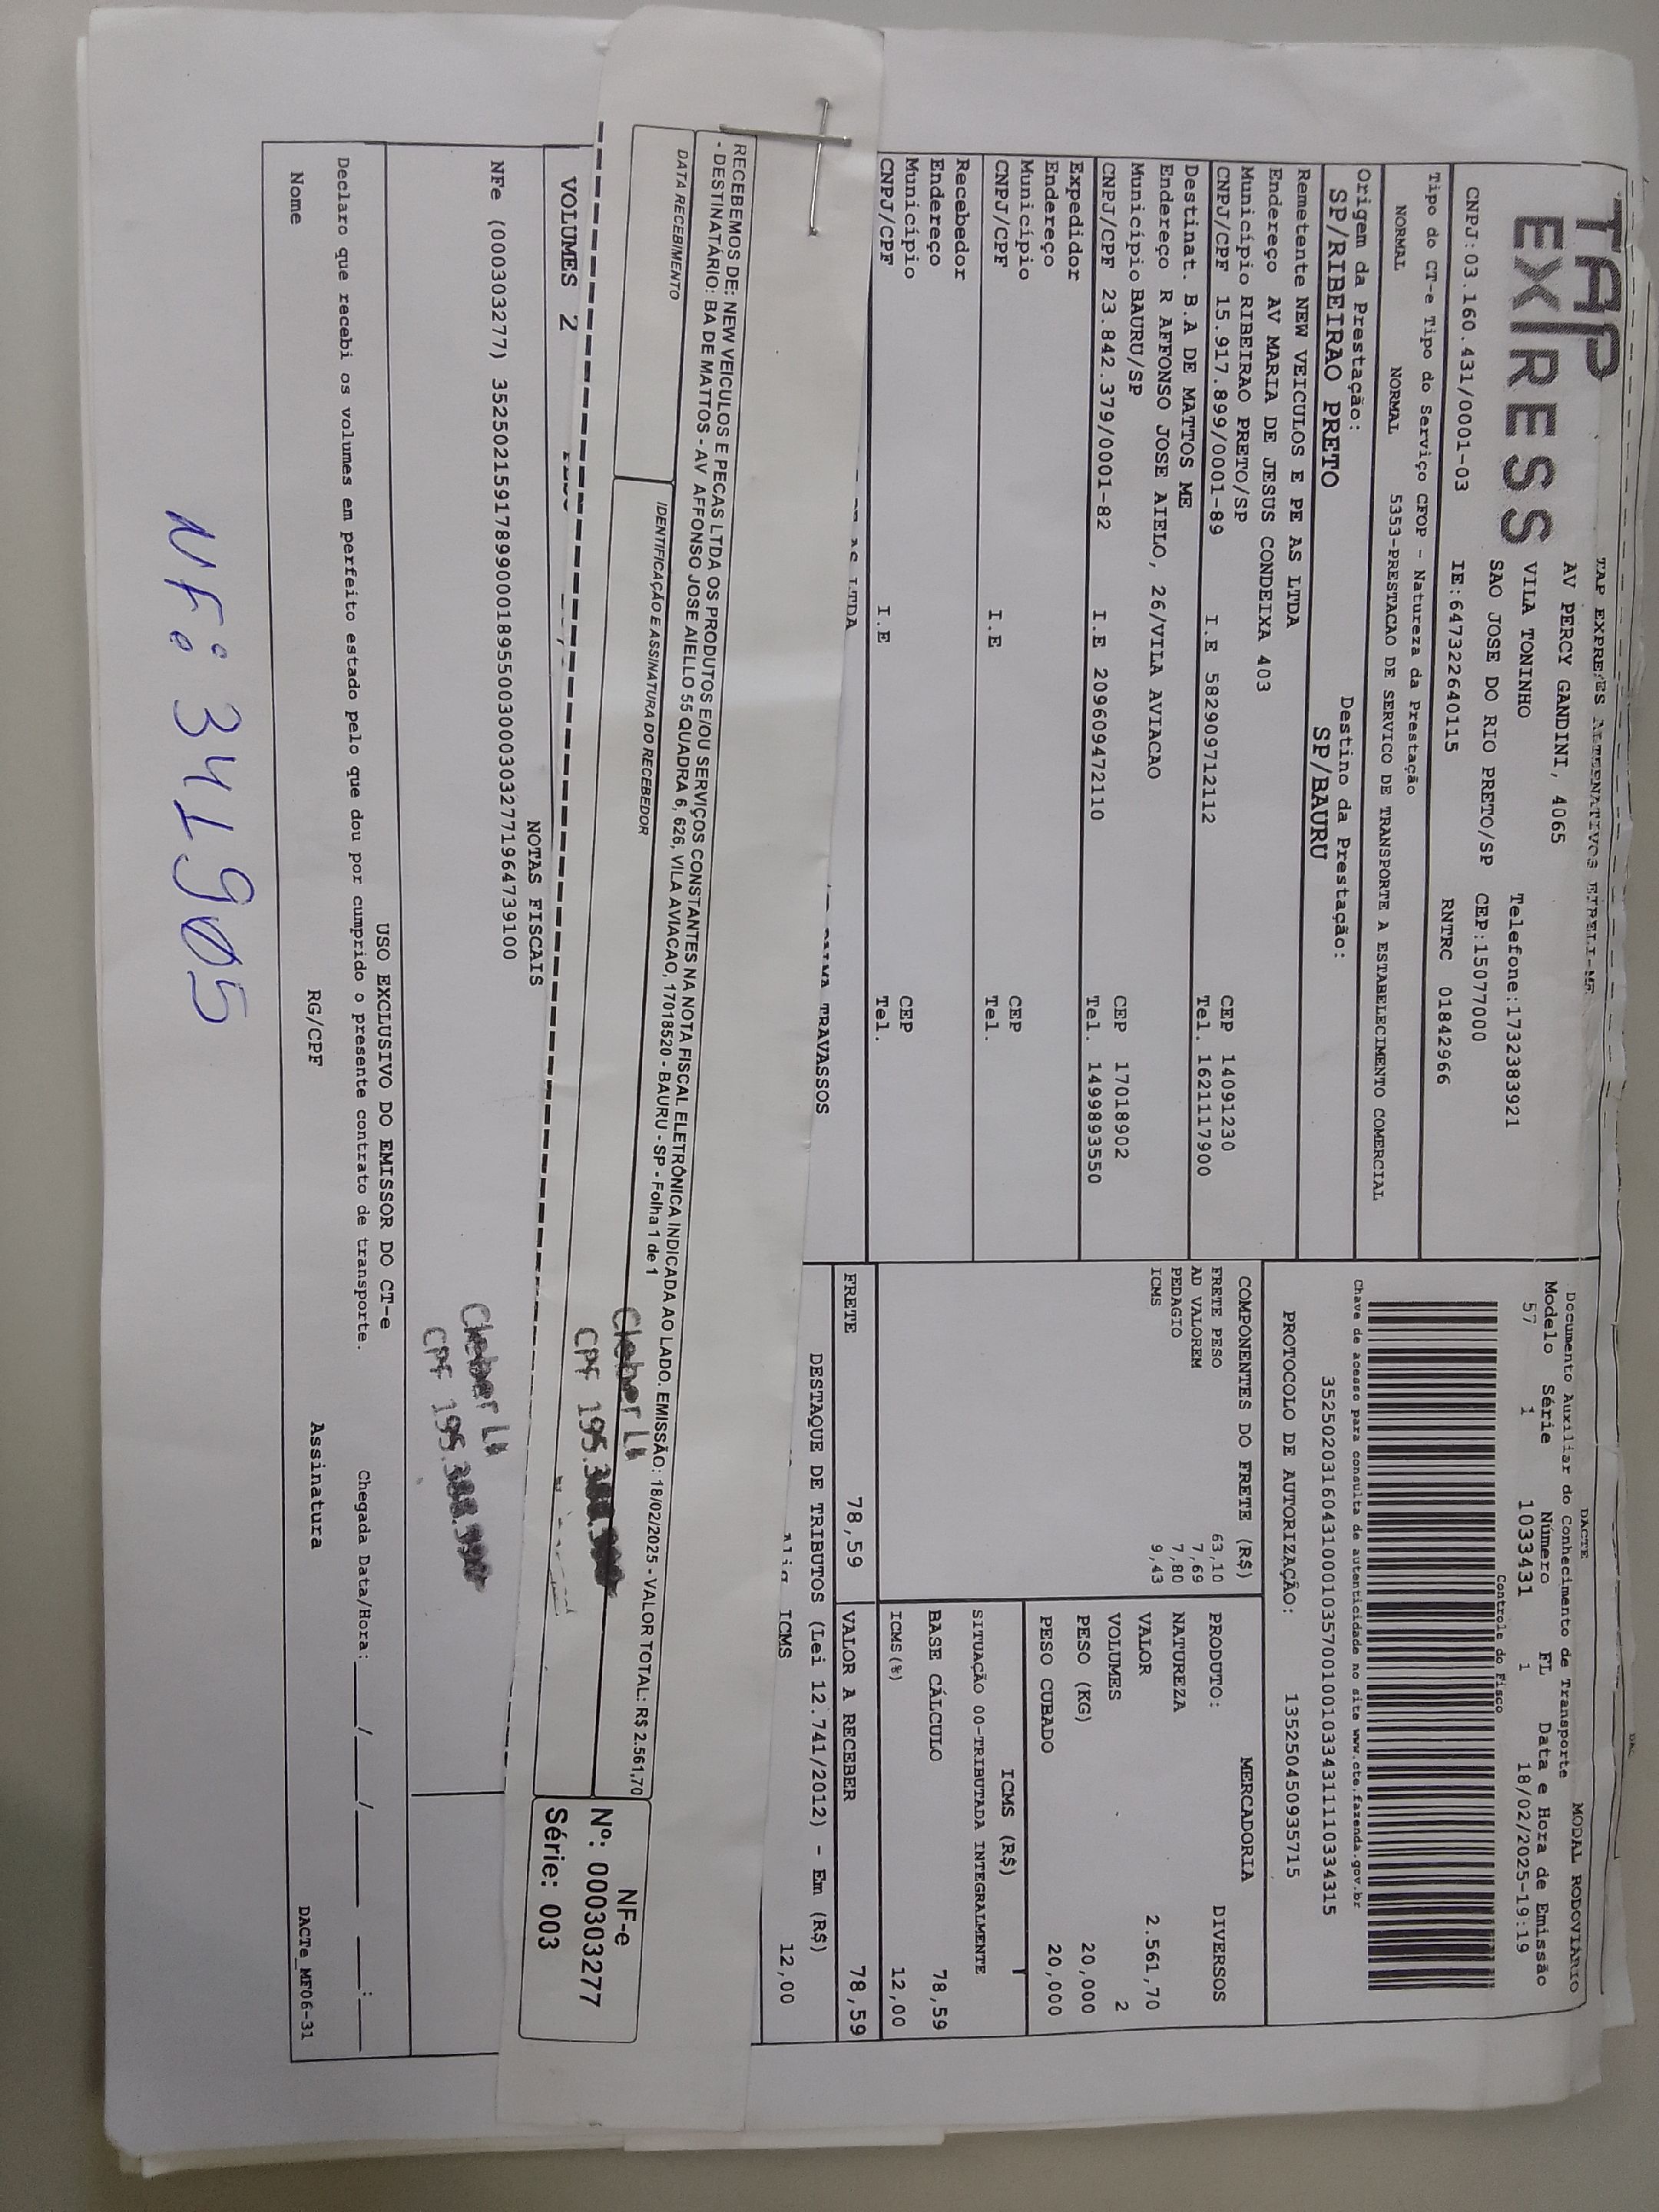 TAP EXPRESS ALTERNATIVOS EIRELI-ME
TAP
EXPRESS
AV PERCY GANDINI, 4065
VILA TONINHO
Telefone:1732383921
SAO JOSE DO RIO PRETO/SP CEP:15077000
CNPJ:03.160.431/0001-03 IE:647322640115 RNTRC 01842966
Tipo do CT-e Tipo do Serviço CFOP - Natureza da Prestação
NORMAL NORMAL 5353-PRESTACAO DE SERVICO DE TRANSPORTE A ESTABELECIMENTO COMERCIAL
Origem da Prestação: Destino da Prestação:
SP/RIBEIRAO PRETO SP/BAURU
Remetente NEW VEICULOS E PE AS LTDA
Endereço AV MARIA DE JESUS CONDEIXA 403
Município RIBEIRAO PRETO/SP CEP 14091230
CNPJ/CPF 15.917.899/0001-89 I.E 582909712112 Tel. 1621117900
Destinat. B.A DE MATTOS ME
Endereço R AFFONSO JOSE AIELO, 26/VILA AVIACAO
Município BAURU/SP CEP 17018902
CNPJ/CPF 23.842.379/0001-82 I.E 209609472110 Tel. 14998893550
Expedidor
Endereço
Município CEP
CNPJ/CPF I.E Tel.
Recebedor
Endereço
Município CEP
CNPJ/CPF I.E Tel.
AS LTDA TRAVASSOS
DACTE MODAL RODOVIÁRIO
Documento Auxiliar do Conhecimento de Transporte
Modelo Série Número FL Data e Hora de Emissão
57 1 1033431 1 18/02/2025-19:19
Controle do Fisco
Chave de acesso para consulta de autenticidade no site www.cte.fazenda.gov.br
35250203160431000103570010010334311110334315
PROTOCOLO DE AUTORIZAÇÃO: 135250450935715
COMPONENTES DO FRETE (R$)
FRETE PESO 63,10
AD VALOREM 7,69
PEDAGIO 7,80
ICMS 9,43
MERCADORIA
PRODUTO: DIVERSOS
NATUREZA
VALOR 2.561,70
VOLUMES 2
PESO (KG) 20,000
PESO CUBADO 20,000
ICMS (R$)
SITUAÇÃO 00-TRIBUTADA INTEGRALMENTE
BASE CÁLCULO 78,59
ICMS(%) 12,00
FRETE 78,59 VALOR A RECEBER 78,59
DESTAQUE DE TRIBUTOS (Lei 12.741/2012) - Em (R$)
Aliq ICMS 12,00
RECEBEMOS DE: NEW VEICULOS E PECAS LTDA OS PRODUTOS E/OU SERVIÇOS CONSTANTES NA NOTA FISCAL ELETRÔNICA INDICADA AO LADO. EMISSÃO: 18/02/2025 - VALOR TOTAL: R$ 2.561,70
- DESTINATÁRIO: BA DE MATTOS - AV AFFONSO JOSE AIELLO 55 QUADRA 6, 626, VILA AVIACAO, 17018520 - BAURU - SP - Folha 1 de 1
DATA RECEBIMENTO IDENTIFICAÇÃO E ASSINATURA DO RECEBEDOR
Cleber
CPF 195.
NF-e
Nº: 000303277
Série: 003
VOLUMES 2
NOTAS FISCAIS
NFe (000303277) 35250215917899000189550030003032771964739100
Cleber
CPF 195.
USO EXCLUSIVO DO EMISSOR DO CT-e
Declaro que recebi os volumes em perfeito estado pelo que dou por cumprido o presente contrato de transporte. Chegada Data/Hora:____/____/____ ___:___
Nome RG/CPF Assinatura
DACTe_MF06-31
NFe: 341905